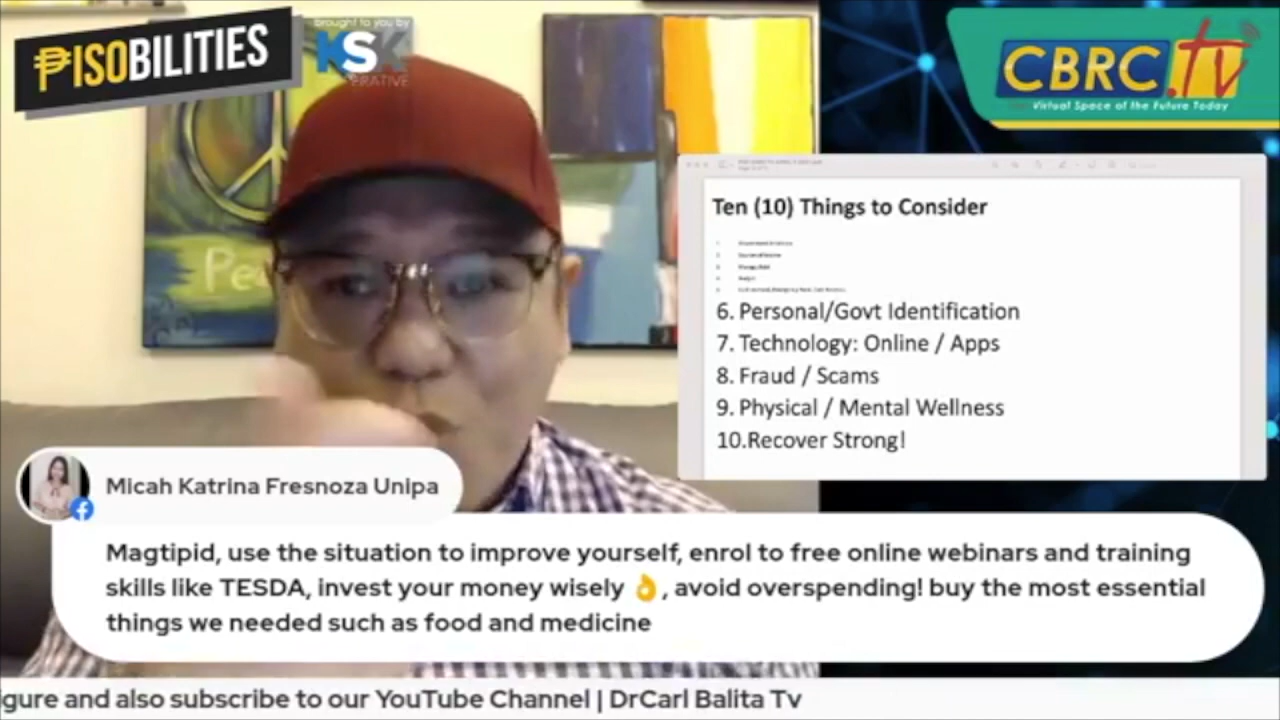 ₱ISOBILITIES
brought to you by
KSK
CBRC.tv
Virtual Space of the Future Today
Ten (10) Things to Consider
6. Personal/Govt Identification
7. Technology: Online / Apps
8. Fraud / Scams
9. Physical / Mental Wellness
10.Recover Strong!
Micah Katrina Fresnoza Unipa
Magtipid, use the situation to improve yourself, enrol to free online webinars and training
skills like TESDA, invest your money wisely 👌, avoid overspending! buy the most essential
things we needed such as food and medicine
igure and also subscribe to our YouTube Channel | DrCarl Balita Tv